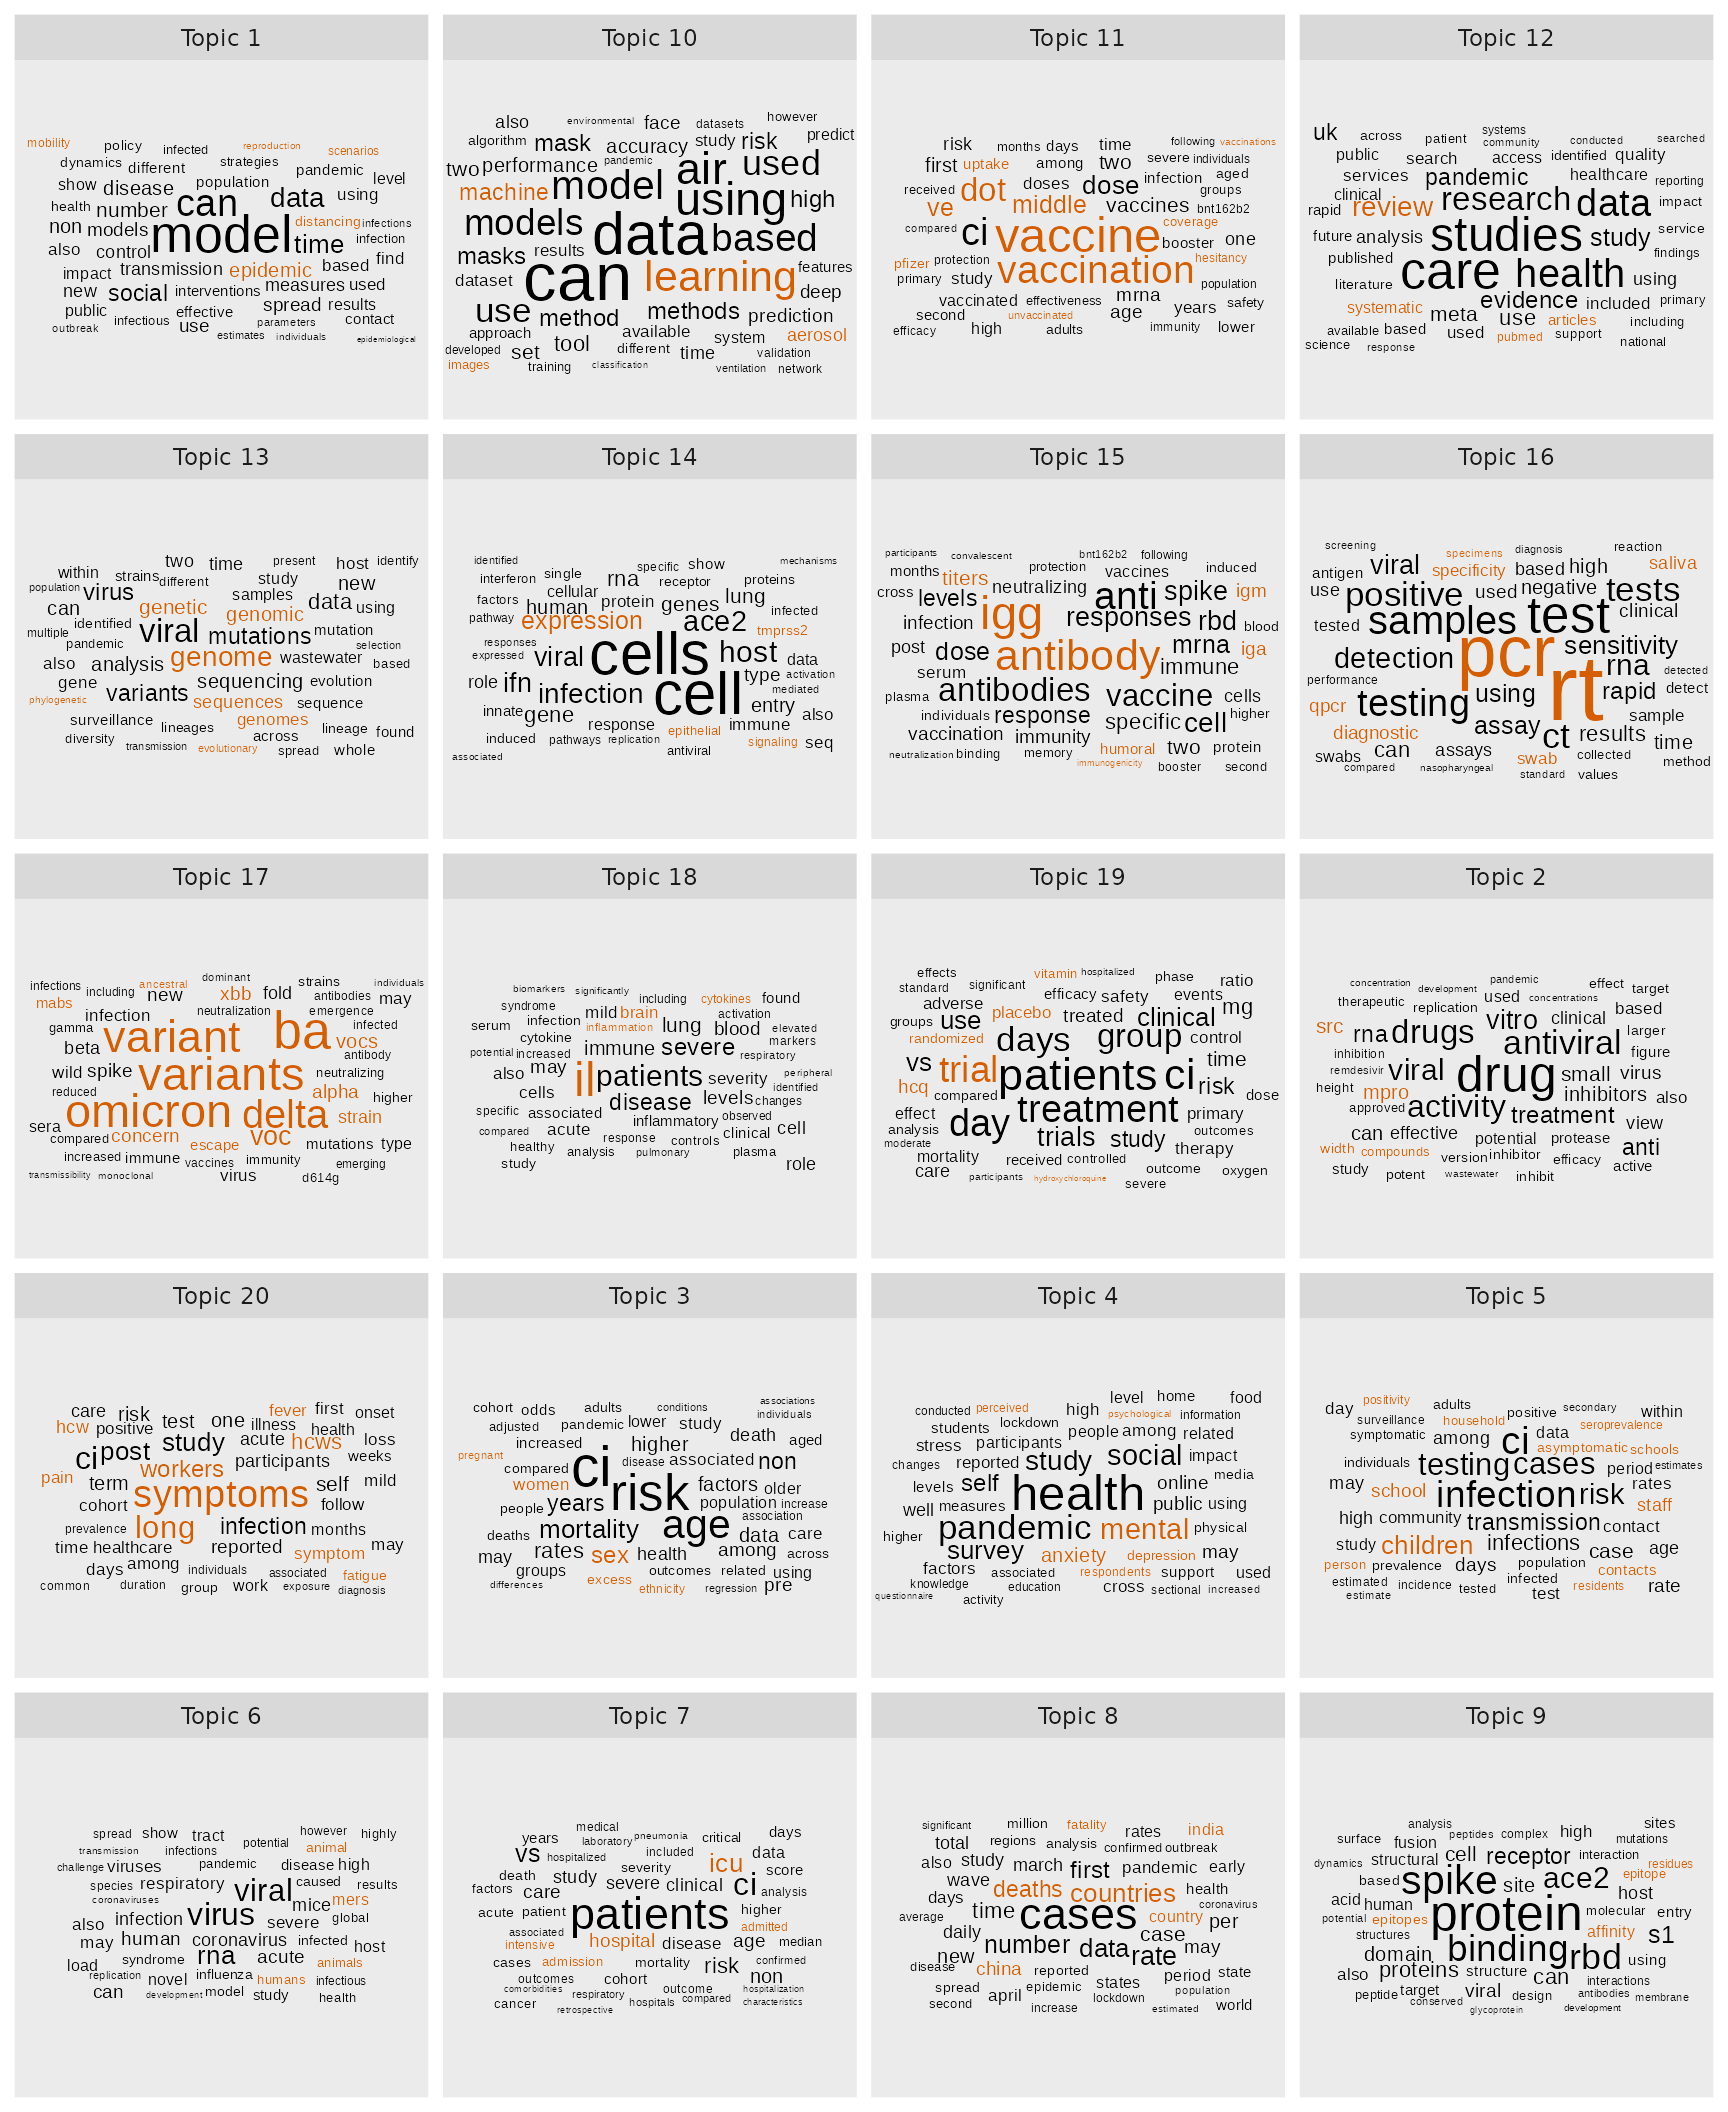 Topic 1
mobility policy infected reproduction scenarios
dynamics different strategies pandemic
show disease population level
health number can data using
non models model distancing infections
also control time infection
impact transmission epidemic based find
new social interventions measures used
public effective spread results
outbreak infectious use parameters contact
estimates individuals epidemiological
Topic 10
also environmental face datasets however
algorithm mask accuracy study risk predict
two performance pandemic air used
machine model using high
models data based
masks results
dataset can learning features
use methods deep
approach method available prediction
developed set tool different time system aerosol
images training classification validation
ventilation network
Topic 11
risk months days time following vaccinations
first uptake among two severe individuals
received dot doses dose infection aged
ve middle vaccines groups
compared ci vaccine bnt162b2 coverage
pfizer protection booster one
primary study vaccination hesitancy
vaccinated effectiveness mrna population
second unvaccinated age years safety
efficacy high adults immunity lower
Topic 12
uk across patient systems community conducted searched
public search access identified quality
services pandemic healthcare reporting
clinical
rapid review research data impact
future analysis studies study service
published findings
literature care health using
systematic evidence included primary
available based meta use articles including
science response used pubmed support national
Topic 13
two time present host identify
within strains different study new
population virus samples
can genetic genomic data using
multiple identified viral mutations mutation
pandemic selection
also analysis genome wastewater based
gene sequencing evolution
phylogenetic variants sequences sequence
surveillance genomes lineage found
diversity lineages across
transmission evolutionary spread whole
Topic 14
identified specific show mechanisms
interferon single rna receptor proteins
factors cellular protein genes lung
pathway human expression ace2 infected
responses tmprss2
expressed viral cells host data
role ifn infection cell type activation
mediated
innate gene response entry also
induced pathways replication epithelial immune
associated antiviral signaling seq
Topic 15
participants convalescent bnt162b2 following
months titers protection vaccines induced
cross levels neutralizing anti spike igm
infection igg responses rbd blood
post dose antibody mrna iga
serum immune
plasma antibodies vaccine cells
individuals response specific cell higher
vaccination immunity two protein
neutralization binding memory humoral
immunogenicity booster second
Topic 16
screening specimens diagnosis reaction
antigen viral specificity based high saliva
use positive used negative tests
tested samples test clinical
detection pcr sensitivity
performance rt rna detected
qpcr testing using rapid detect
diagnostic assay sample
swabs can assays ct results time
compared nasopharyngeal swab collected method
standard values
Topic 17
infections ancestral dominant strains individuals
mabs including new xbb fold antibodies may
infection neutralization emergence
gamma variant ba infected
beta vocs antibody
wild spike variants neutralizing
reduced alpha higher
sera omicron delta strain
compared concern escape voc mutations type
increased immune vaccines immunity emerging
transmissibility monoclonal virus d614g
Topic 18
biomarkers significantly including cytokines found
syndrome mild brain activation
serum infection inflammation lung blood elevated
cytokine markers
potential increased immune severe respiratory
also may il patients severity peripheral
identified
cells disease levels changes
specific associated inflammatory observed
compared acute response controls clinical cell
healthy analysis pulmonary plasma
study role
Topic 19
effects vitamin hospitalized phase ratio
standard significant efficacy safety events
adverse placebo treated clinical mg
groups use
randomized days group control
vs trial patients ci time
hcq compared risk dose
effect day treatment primary
analysis trials study outcomes
moderate mortality received controlled therapy
care participants hydroxychloroquine outcome oxygen
severe
Topic 2
concentration development pandemic effect target
therapeutic replication used concentrations based
src rna drugs vitro clinical larger
inhibition antiviral figure
remdesivir viral drug small virus
height mpro inhibitors also
approved activity treatment view
can effective potential protease anti
width compounds version inhibitor efficacy active
study potent wastewater inhibit
Topic 20
care risk test one fever first onset
hcw positive illness health
ci post study acute hcws loss
workers participants weeks
pain term self mild
cohort symptoms follow
prevalence long infection months
time healthcare reported symptom may
days among individuals associated fatigue
common duration group work exposure diagnosis
Topic 3
cohort odds adults conditions associations
individuals
adjusted pandemic lower study
increased higher death aged
pregnant compared ci disease associated non
women risk factors older
people years population increase
deaths mortality age association
data care
may rates sex health among across
groups excess outcomes related using
differences ethnicity regression pre
Topic 4
conducted perceived high level home food
students lockdown psychological information
stress participants people among related
changes reported study social impact
levels self online media
well measures health public using
higher pandemic mental physical
survey anxiety depression may
factors associated respondents support used
knowledge education cross sectional increased
questionnaire activity
Topic 5
day positivity adults positive secondary within
surveillance household seroprevalence
symptomatic among ci data asymptomatic schools
individuals testing cases period estimates
may school infection risk rates
staff
high community transmission contact
study children infections case age
person prevalence days population contacts
estimated incidence tested infected residents rate
estimate test
Topic 6
spread show tract potential however highly
transmission infections animal
challenge viruses pandemic disease high
species respiratory viral caused results
coronaviruses mice mers
also infection virus severe global
may human coronavirus infected host
load syndrome rna acute animals
replication novel influenza humans infectious
can development model study health
Topic 7
years medical laboratory pneumonia critical days
vs hospitalized included data
death study severity icu score
factors care severe clinical ci analysis
acute patient patients higher
associated admitted
intensive hospital disease age median
cases admission mortality risk confirmed
outcomes cohort non
comorbidities respiratory outcome hospitalization
cancer retrospective hospitals compared characteristics
Topic 8
significant million fatality rates india
total regions analysis confirmed outbreak
also study march first pandemic early
wave deaths countries health
days coronavirus
average time cases country per
daily number case
new data rate may
disease china reported period state
spread april epidemic states population
second increase lockdown estimated world
Topic 9
analysis peptides complex high sites
surface fusion mutations
dynamics structural cell receptor interaction residues
based spike site ace2 epitope
acid human host
potential epitopes protein molecular entry
structures affinity s1
domain binding rbd using
also proteins structure can interactions
peptide target viral design antibodies membrane
conserved glycoprotein development